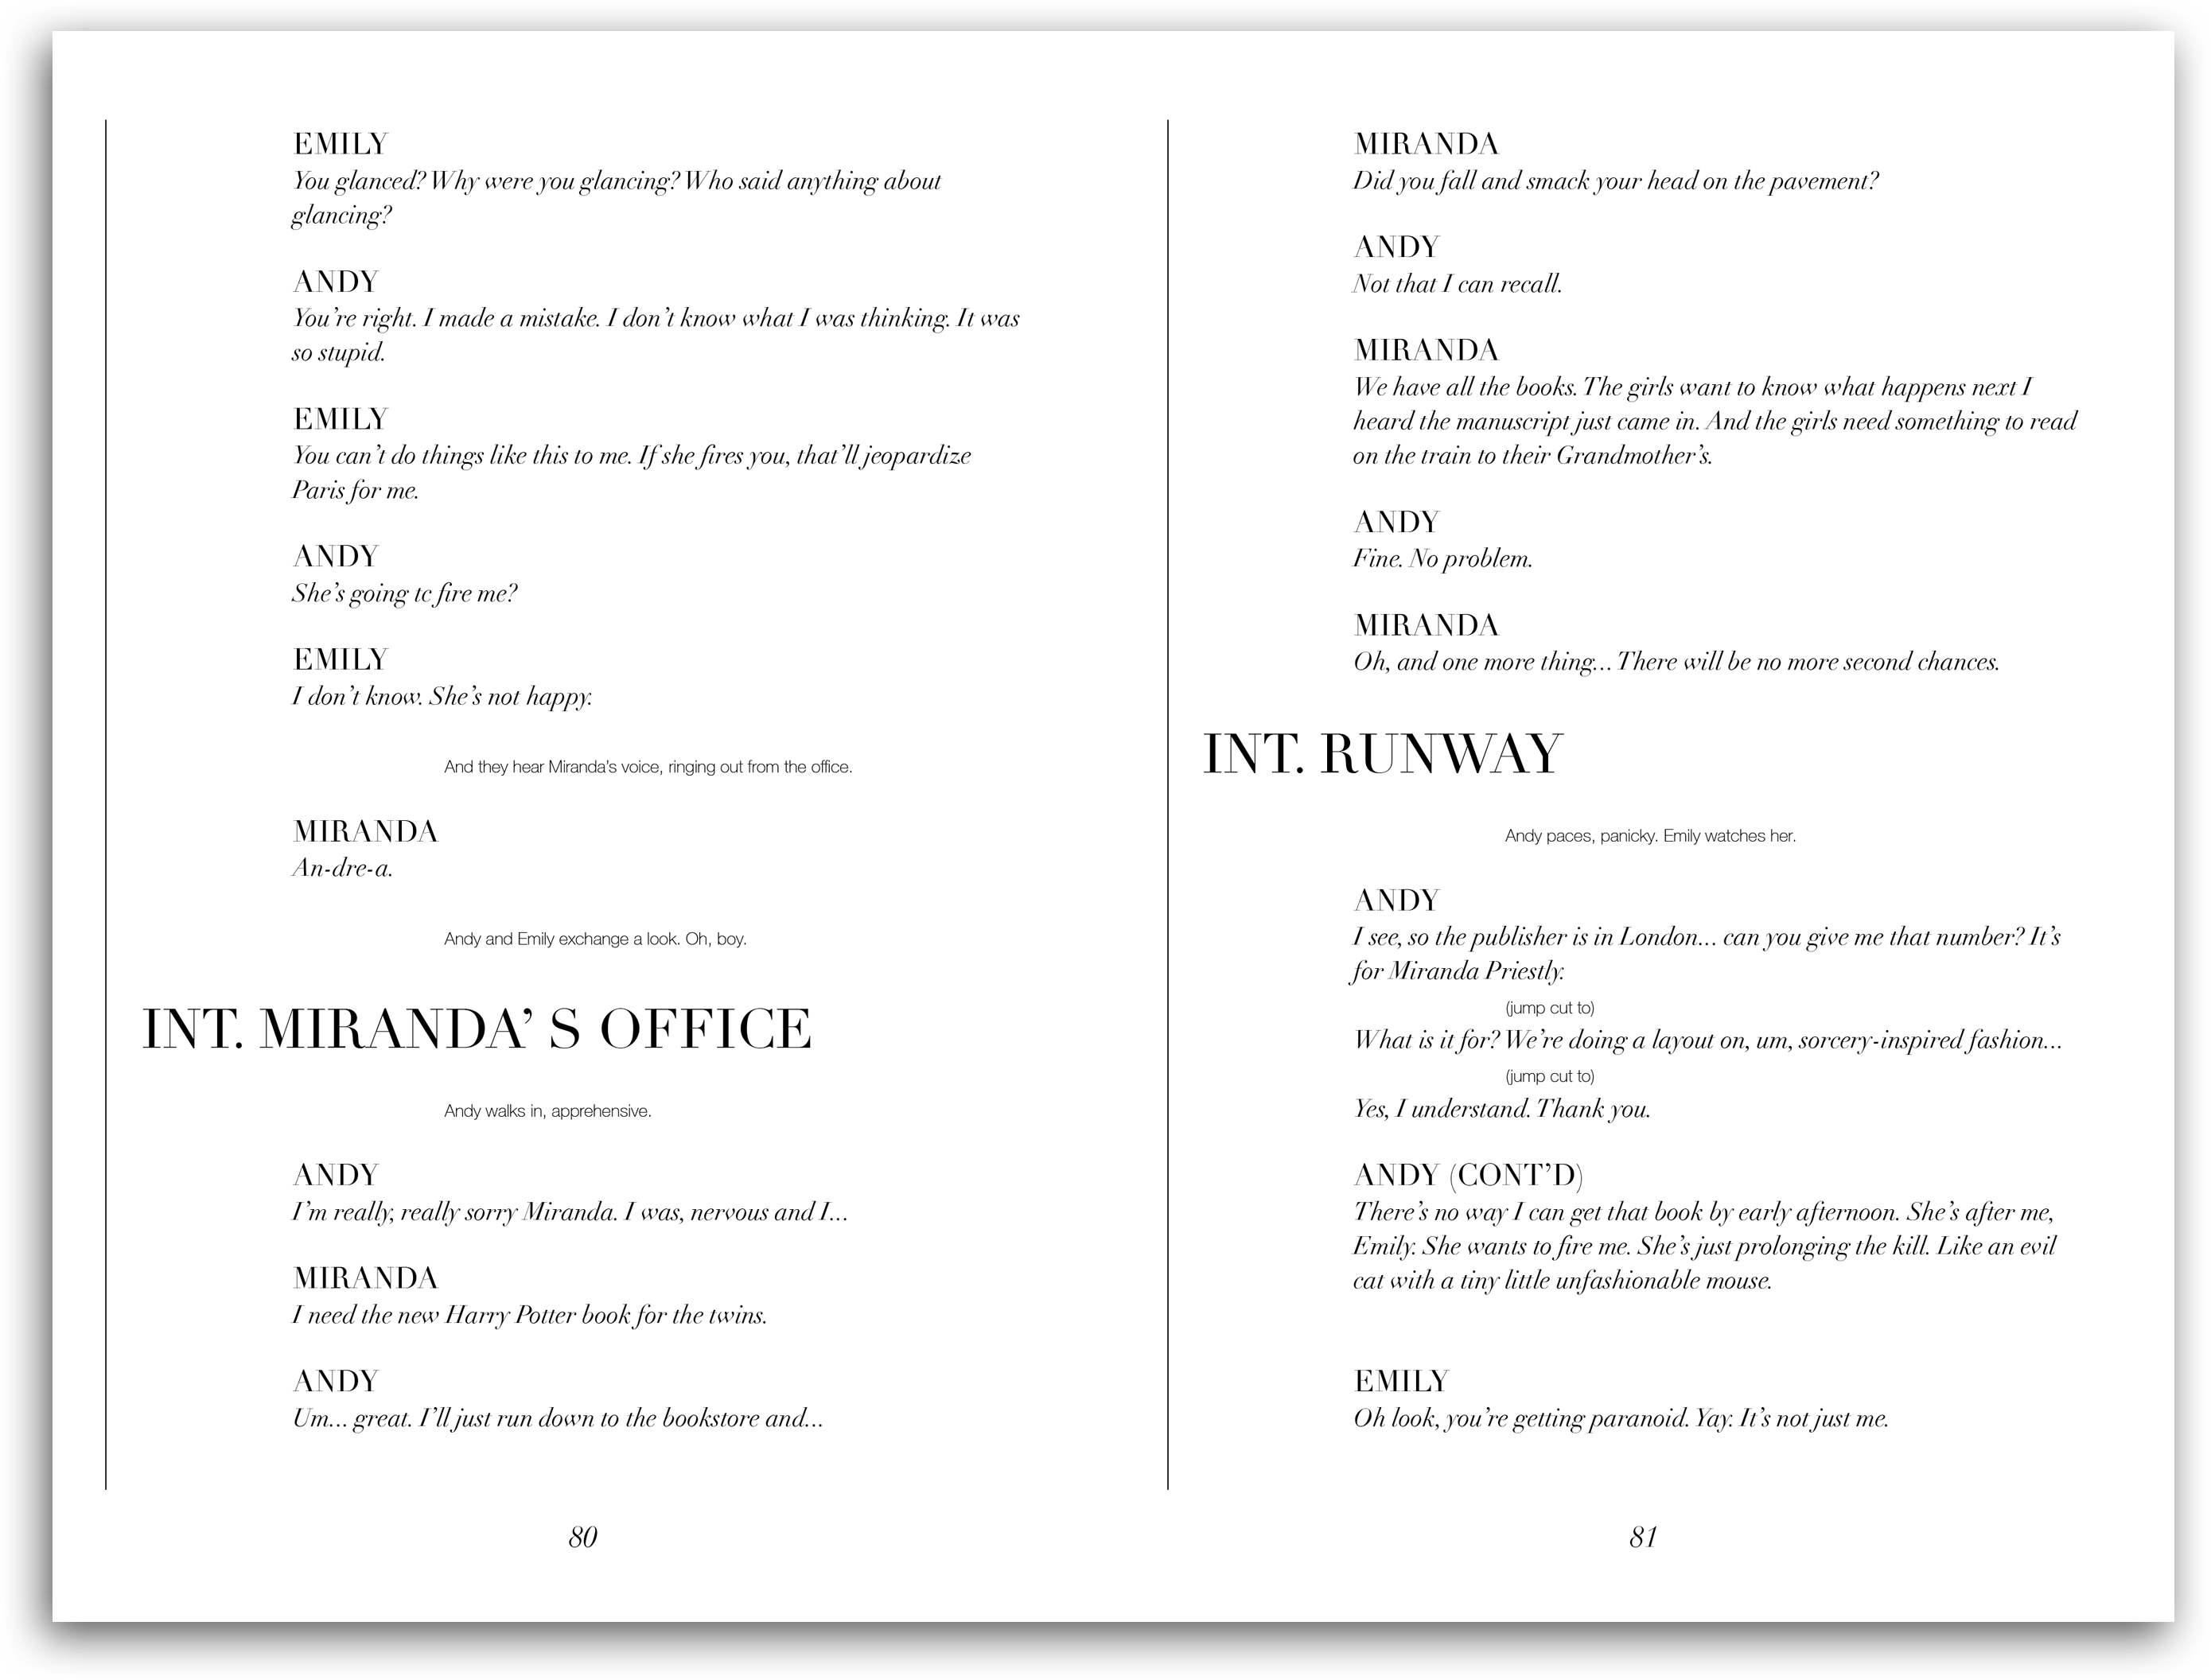 EMILY
You glanced? Why were you glancing? Who said anything about
glancing?
ANDY
You’re right. I made a mistake. I don’t know what I was thinking. It was
so stupid.
EMILY
You can’t do things like this to me. If she fires you, that’ll jeopardize
Paris for me.
ANDY
She’s going tc fire me?
EMILY
I don’t know. She’s not happy.
And they hear Miranda’s voice, ringing out from the office.
MIRANDA
An-dre-a.
Andy and Emily exchange a look. Oh, boy.
INT. MIRANDA’ S OFFICE
Andy walks in, apprehensive.
ANDY
I’m really, really sorry Miranda. I was, nervous and I...
MIRANDA
I need the new Harry Potter book for the twins.
ANDY
Um... great. I’ll just run down to the bookstore and...
80
MIRANDA
Did you fall and smack your head on the pavement?
ANDY
Not that I can recall.
MIRANDA
We have all the books. The girls want to know what happens next I
heard the manuscript just came in. And the girls need something to read
on the train to their Grandmother’s.
ANDY
Fine. No problem.
MIRANDA
Oh, and one more thing... There will be no more second chances.
INT. RUNWAY
Andy paces, panicky. Emily watches her.
ANDY
I see, so the publisher is in London... can you give me that number? It’s
for Miranda Priestly.
(jump cut to)
What is it for? We’re doing a layout on, um, sorcery-inspired fashion...
(jump cut to)
Yes, I understand. Thank you.
ANDY (CONT’D)
There’s no way I can get that book by early afternoon. She’s after me,
Emily. She wants to fire me. She’s just prolonging the kill. Like an evil
cat with a tiny little unfashionable mouse.
EMILY
Oh look, you’re getting paranoid. Yay. It’s not just me.
81